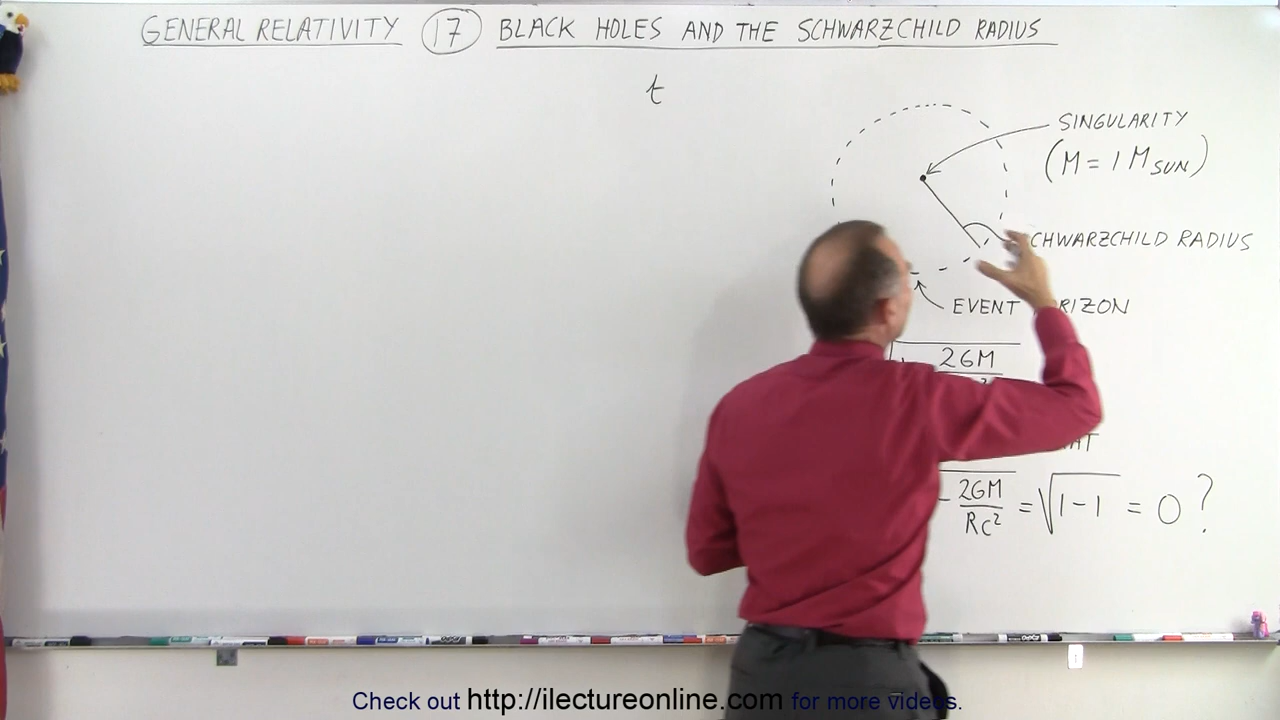 GENERAL RELATIVITY 17 BLACK HOLES AND THE SCHWARZCHILD RADIUS
t
SINGULARITY
(M = 1 M SUN)
CHWARZCHILD RADIUS
EVENT RIZON
2GM
AT
- 2GM / RC² = √1-1 = 0 ?
Check out http://ilectureonline.com for more videos.